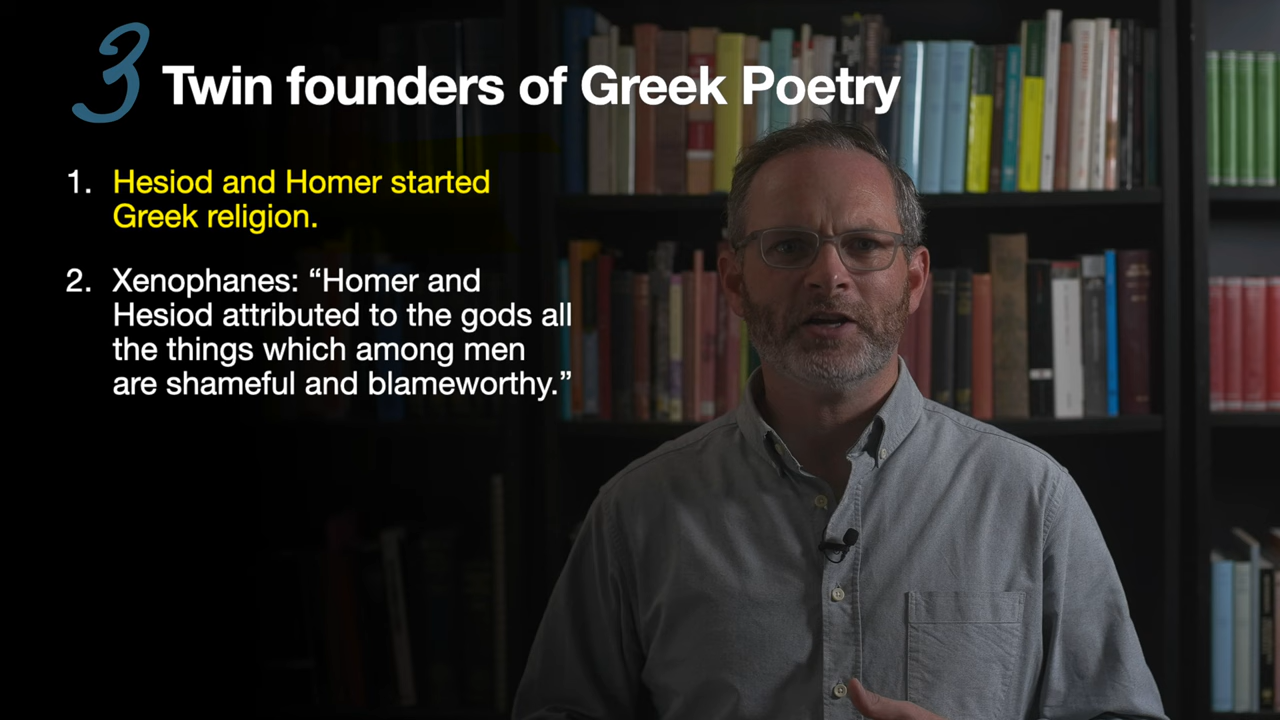 3 Twin founders of Greek Poetry
1. Hesiod and Homer started
Greek religion.
2. Xenophanes: “Homer and
Hesiod attributed to the gods all
the things which among men
are shameful and blameworthy.”